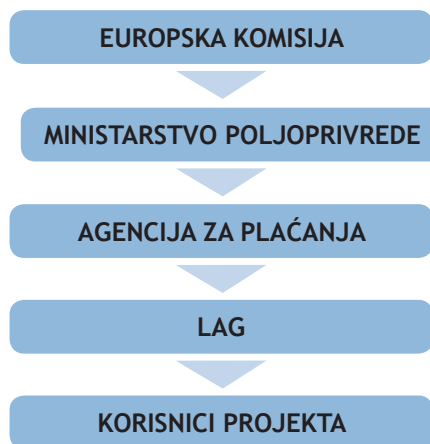 EUROPSKA KOMISIJA
MINISTARSTVO POLJOPRIVREDE
AGENCIJA ZA PLAĆANJA
LAG
KORISNICI PROJEKTA